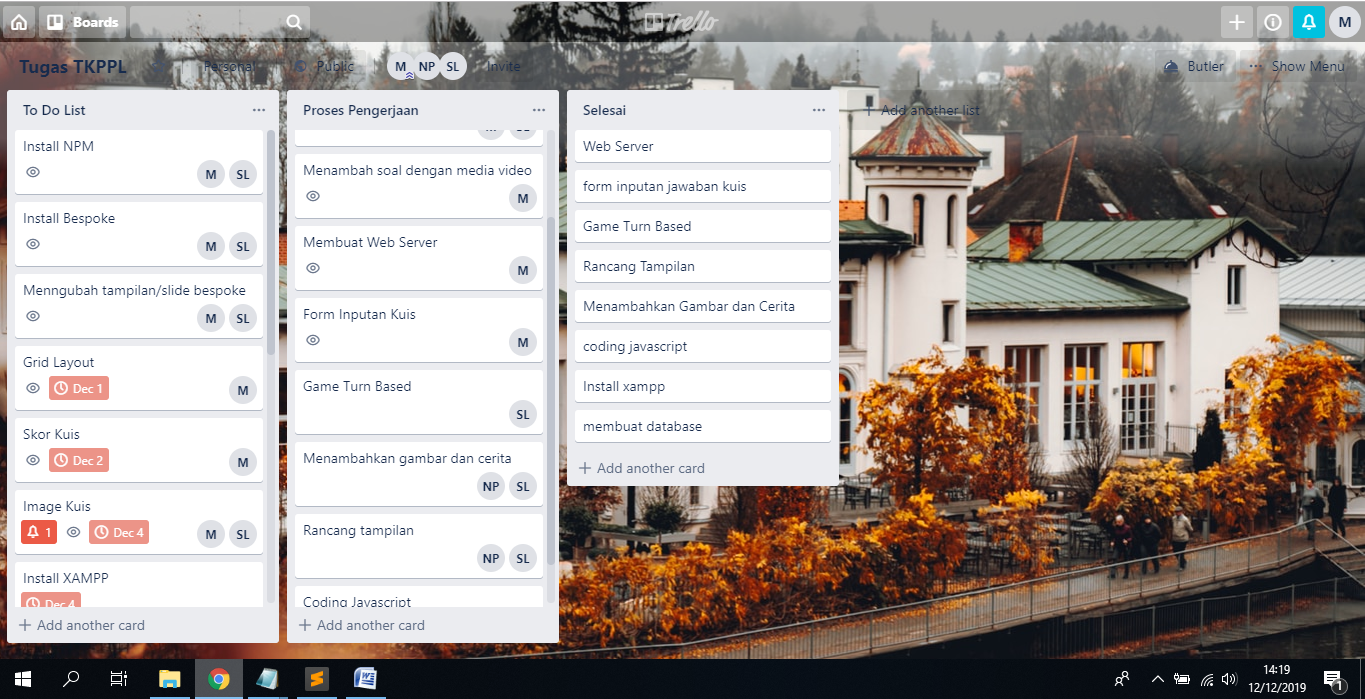 Boards
Trello
M
Tugas TKPPL
Personal
Public
M NP SL
Invite
Butler
... Show Menu
To Do List
Install NPM
M SL
Install Bespoke
M SL
Menngubah tampilan/slide bespoke
M SL
Grid Layout
Dec 1
M
Skor Kuis
Dec 2
M
Image Kuis
1
Dec 4
M SL
Install XAMPP
Dec 4
+ Add another card
Proses Pengerjaan
Menambah soal dengan media video
M
Membuat Web Server
M
Form Inputan Kuis
M
Game Turn Based
SL
Menambahkan gambar dan cerita
NP SL
Rancang tampilan
NP SL
Coding Javascript
+ Add another card
Selesai
Web Server
form inputan jawaban kuis
Game Turn Based
Rancang Tampilan
Menambahkan Gambar dan Cerita
coding javascript
Install xampp
membuat database
+ Add another card
+ Add another list
14:19
12/12/2019
1